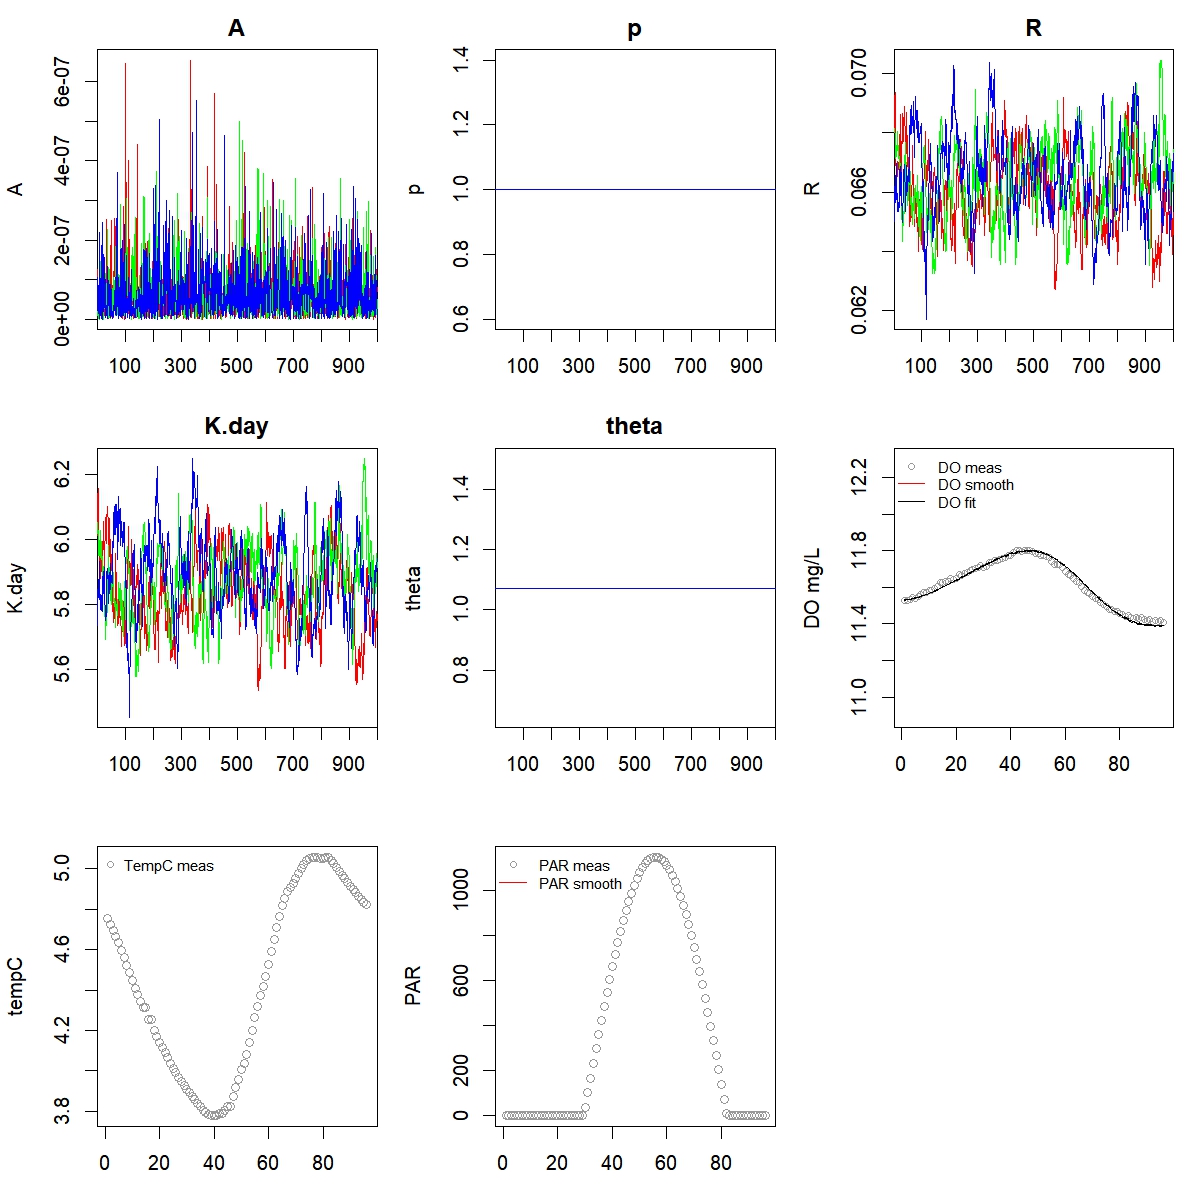 A
p
R
A
0e+00
2e-07
4e-07
6e-07
100 300 500 700 900
p
0.6
0.8
1.0
1.2
1.4
100 300 500 700 900
R
0.062
0.066
0.070
100 300 500 700 900
K.day
theta
K.day
5.6
5.8
6.0
6.2
100 300 500 700 900
theta
0.8
1.0
1.2
1.4
100 300 500 700 900
DO mg/L
11.0
11.4
11.8
12.2
DO meas
DO smooth
DO fit
0 20 40 60 80
tempC
3.8
4.2
4.6
5.0
TempC meas
0 20 40 60 80
PAR
0
200
600
1000
PAR meas
PAR smooth
0 20 40 60 80